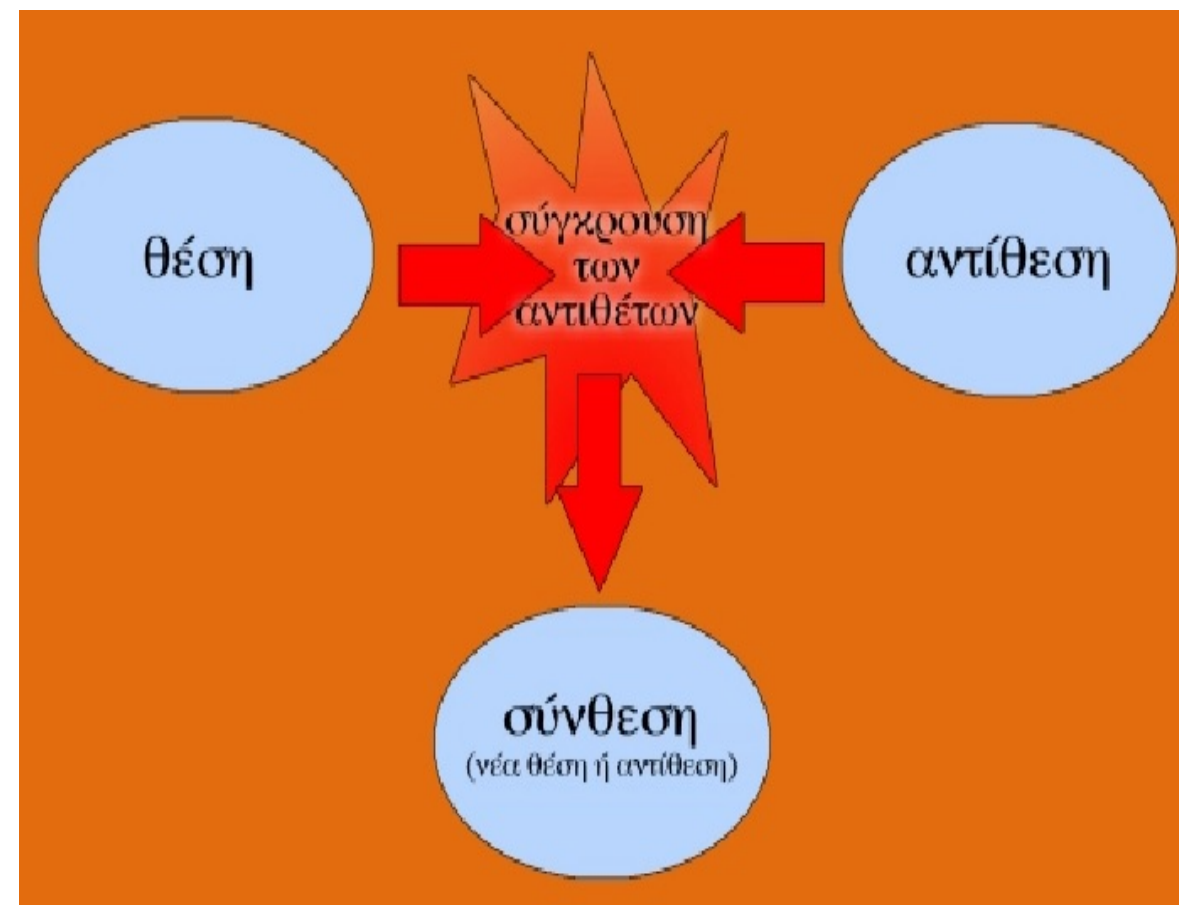 θέση
σύγκρουση
των
αντιθέτων
αντίθεση
σύνθεση
(νέα θέση ή αντίθεση)